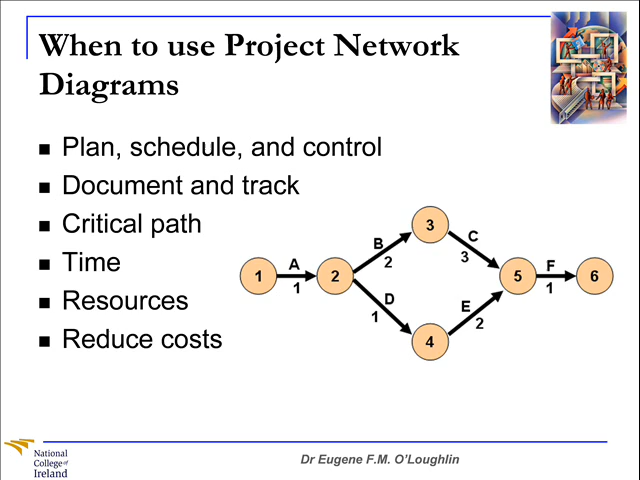 When to use Project Network
Diagrams
Plan, schedule, and control
Document and track
Critical path
Time
Resources
Reduce costs
1
A
1
2
B
2
3
C
3
D
1
4
E
2
5
F
1
6
National
College of
Ireland
Dr Eugene F.M. O'Loughlin